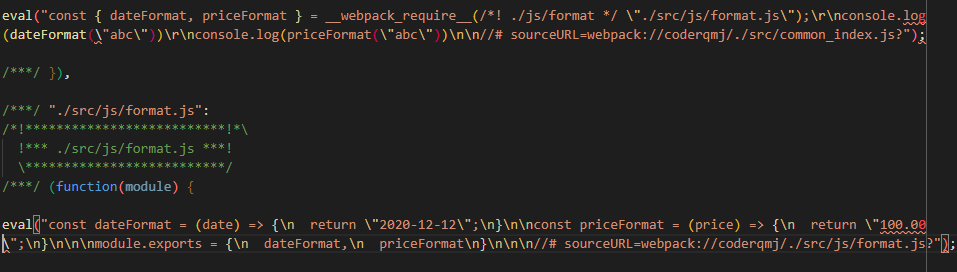 eval("const { dateFormat, priceFormat } = __webpack_require__(/*! ./js/format */ \"./src/js/format.js\");\r\nconsole.log
(dateFormat(\"abc\"))\r\nconsole.log(priceFormat(\"abc\"))\n\n//# sourceURL=webpack://coderqmj/./src/common_index.js?");
/***/ }),
/***/ "./src/js/format.js":
/*!**************************!*\
  !*** ./src/js/format.js ***!
  \**************************/
/***/ (function(module) {
eval("const dateFormat = (date) => {\n  return \"2020-12-12\";\n}\n\nconst priceFormat = (price) => {\n  return \"100.00
\";\n}\n\n\nmodule.exports = {\n  dateFormat,\n  priceFormat\n}\n\n\n//# sourceURL=webpack://coderqmj/./src/js/format.js?");